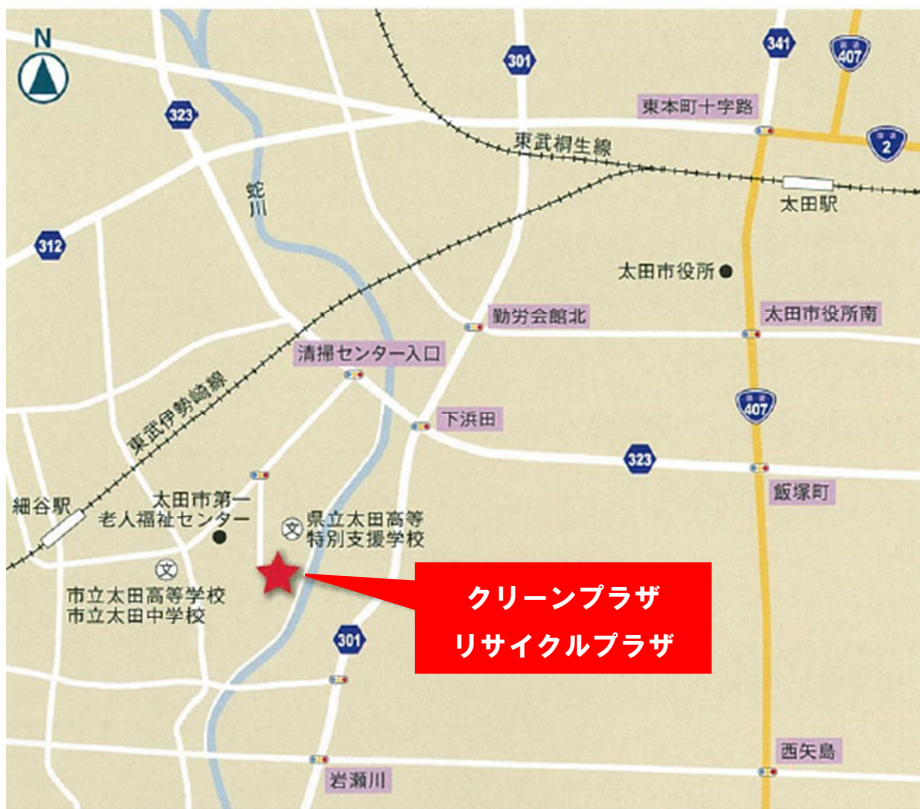 N
301
341
国道
407
323
東本町十字路
国道
2
東武桐生線
太田駅
蛇川
312
太田市役所
勤労会館北
太田市役所南
清掃センター入口
国道
407
東武伊勢崎線
下浜田
323
飯塚町
細谷駅
太田市第一
老人福祉センター
文
県立太田高等
特別支援学校
文
市立太田高等学校
市立太田中学校
クリーンプラザ
リサイクルプラザ
301
岩瀬川
西矢島